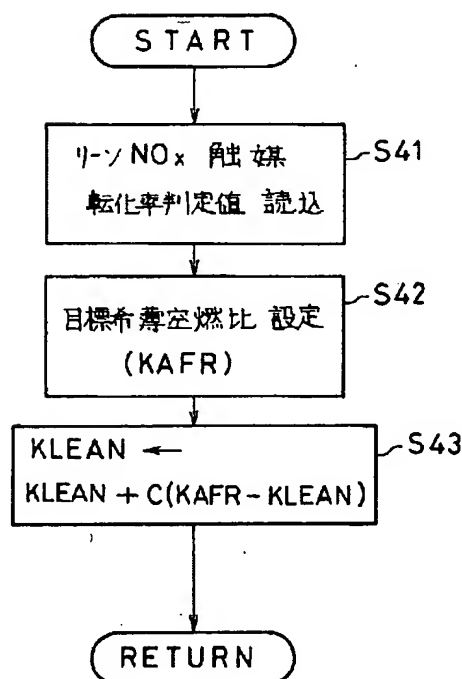 START
リーンNOx 触媒
転化率判定値 読込
S41
目標希薄空燃比 設定
(KAFR)
S42
KLEAN ←
KLEAN + C(KAFR-KLEAN)
S43
RETURN